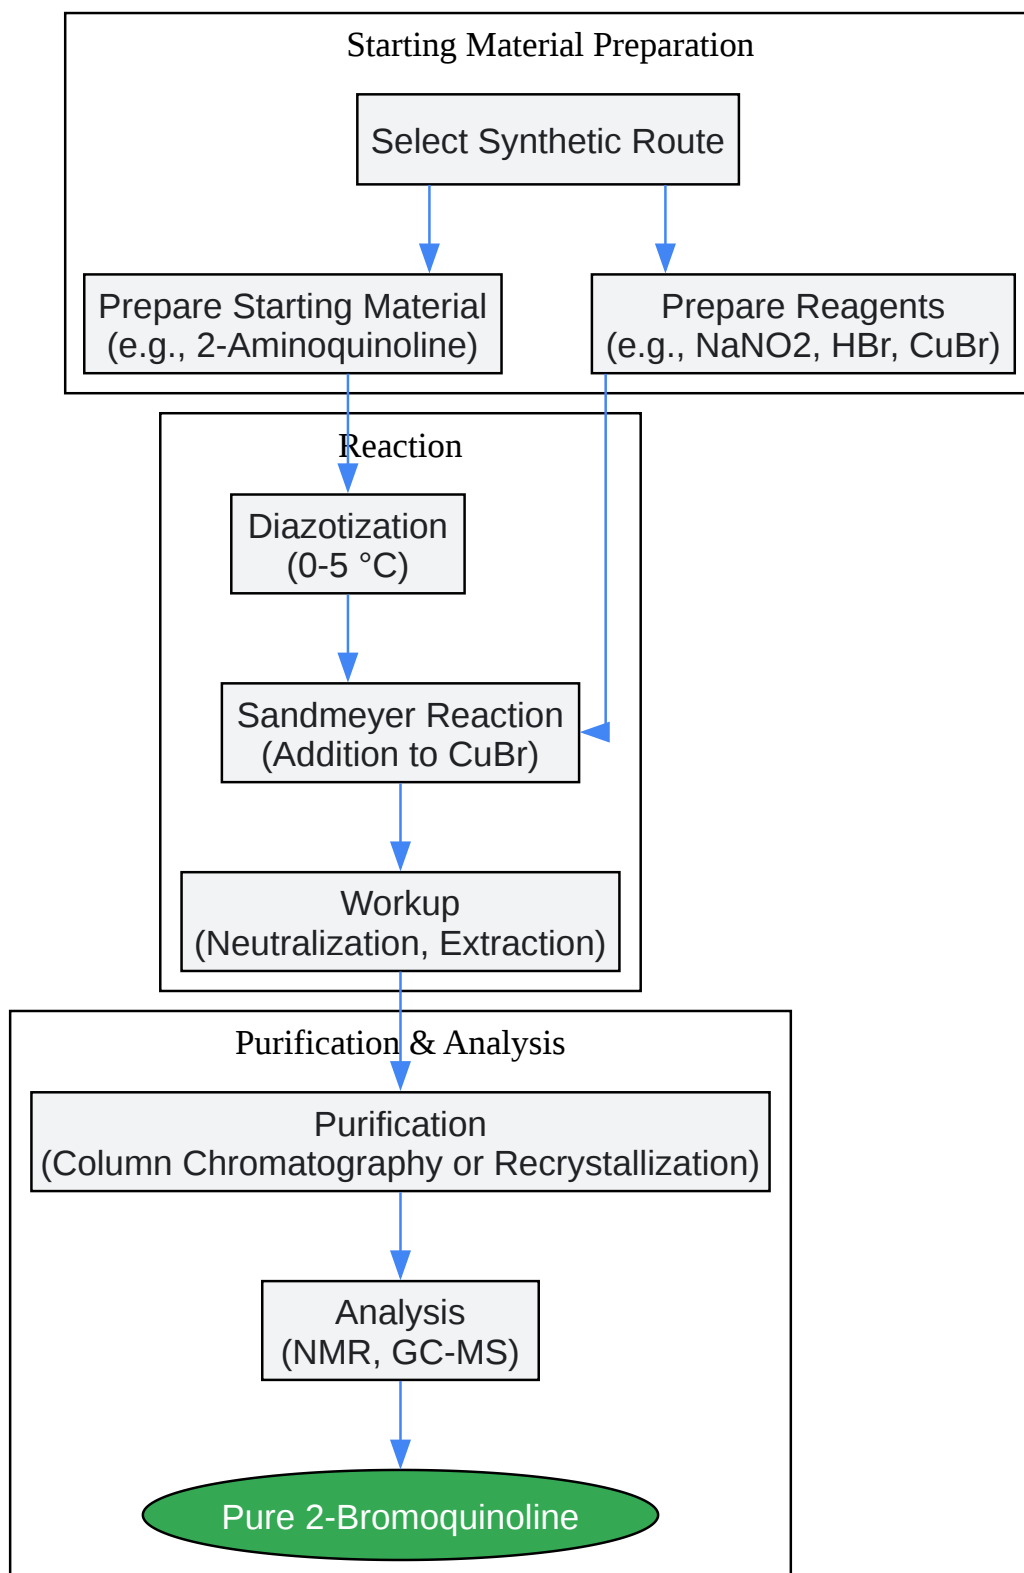 Starting Material Preparation
Select Synthetic Route
Prepare Starting Material
(e.g., 2-Aminoquinoline)
Prepare Reagents
(e.g., NaNO2, HBr, CuBr)
Reaction
Diazotization
(0-5 °C)
Sandmeyer Reaction
(Addition to CuBr)
Workup
(Neutralization, Extraction)
Purification & Analysis
Purification
(Column Chromatography or Recrystallization)
Analysis
(NMR, GC-MS)
Pure 2-Bromoquinoline